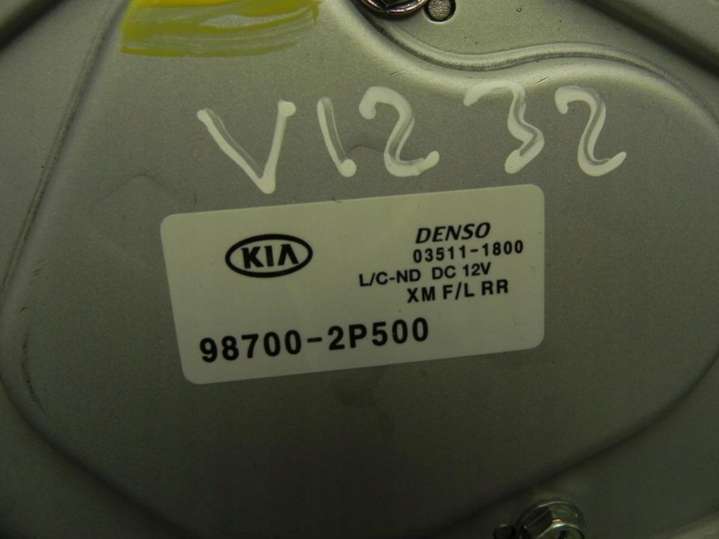 V1232
KIA
DENSO
03511-1800
L/C-ND DC 12V
XM F/L RR
98700-2P500